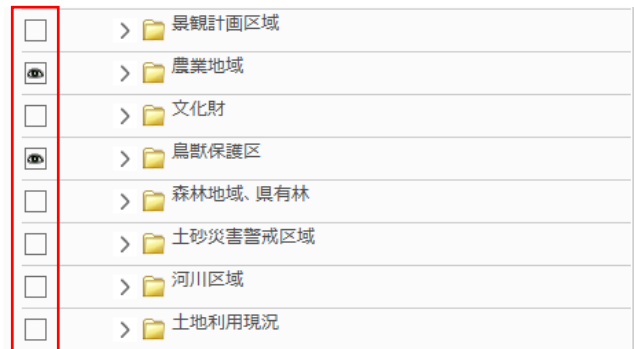 景観計画区域
農業地域
文化財
鳥獣保護区
森林地域、県有林
土砂災害警戒区域
河川区域
土地利用現況